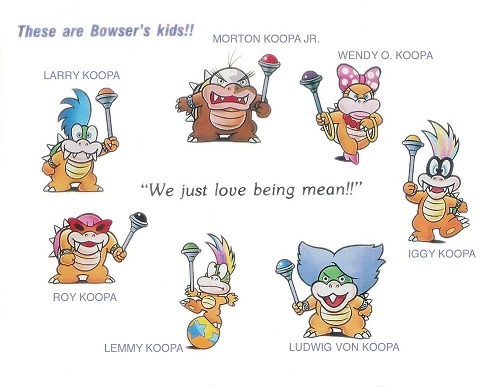 These are Bowser's kids!!
MORTON KOOPA JR.
WENDY O. KOOPA
LARRY KOOPA
"We just love being mean!!"
IGGY KOOPA
ROY KOOPA
LEMMY KOOPA
LUDWIG VON KOOPA